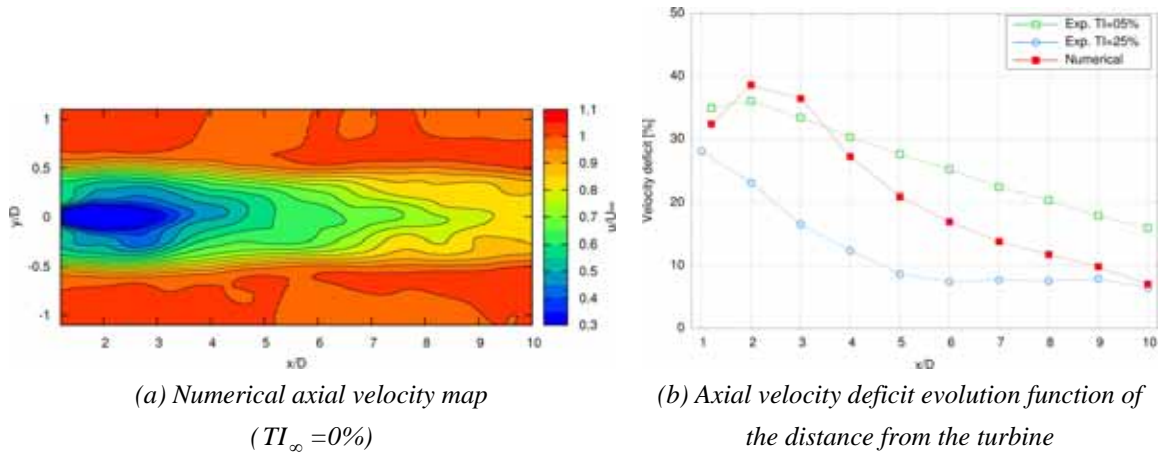 1
0.5
0
-0.5
-1
y/D
2 3 4 5 6 7 8 9 10
x/D
1.1
1
0.9
0.8
0.7
0.6
0.5
0.4
0.3
u/U∞
(a) Numerical axial velocity map
(TI∞ =0%)
50
40
30
20
10
0
Velocity deficit [%]
Exp. TI=05%
Exp. TI=25%
Numerical
1 2 3 4 5 6 7 8 9 10
x/D
(b) Axial velocity deficit evolution function of
the distance from the turbine